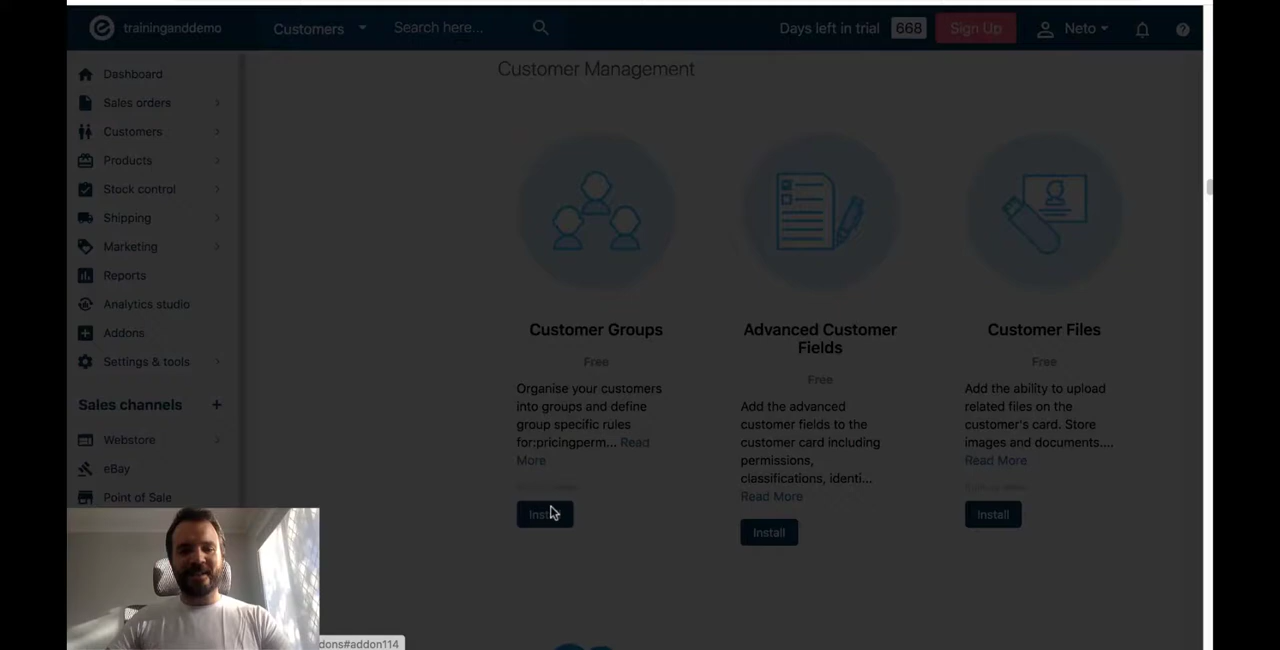 traininganddemo
Customers
Search here...
Days left in trial 668
Sign Up
Neto
Dashboard
Sales orders
Customers
Products
Stock control
Shipping
Marketing
Reports
Analytics studio
Addons
Settings & tools
Sales channels +
Webstore
eBay
Point of Sale
Customer Management
Customer Groups
Free
Organise your customers
into groups and define
group specific rules
for:pricingperm... Read
More
Install
Advanced Customer
Fields
Free
Add the advanced
customer fields to the
customer card including
permissions,
classifications, identi...
Read More
Install
Customer Files
Free
Add the ability to upload
related files on the
customer's card. Store
images and documents....
Read More
Install
dons#addon114